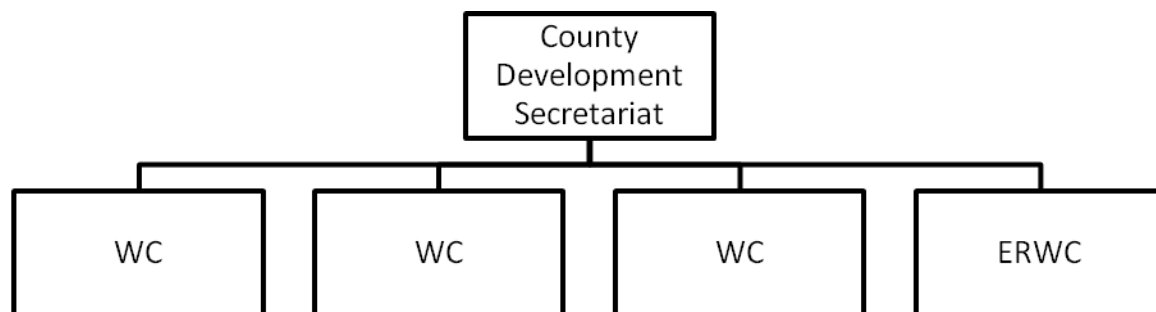 County
Development
Secretariat
WC
WC
WC
ERWC